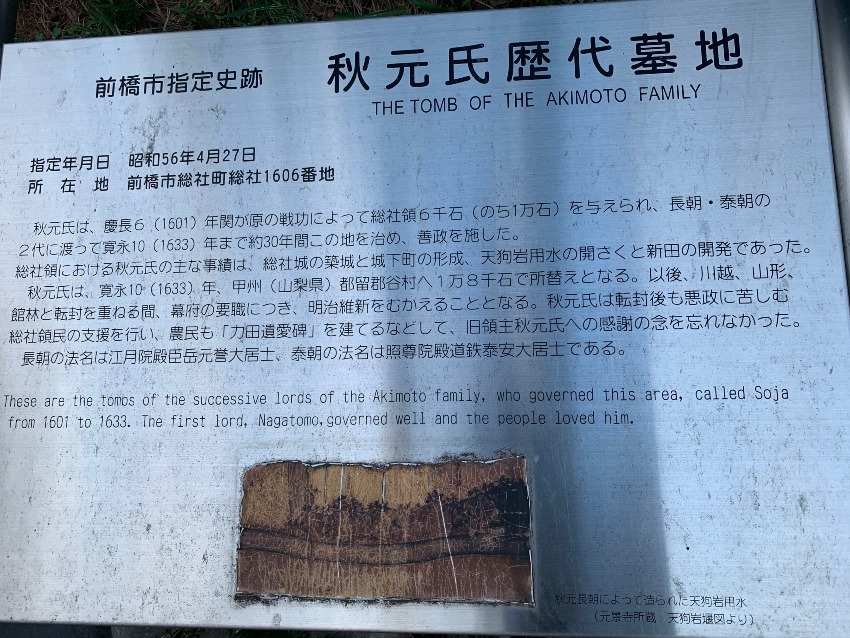 前橋市指定史跡 秋元氏歴代墓地
THE TOMB OF THE AKIMOTO FAMILY
指定年月日 昭和56年4月27日
所在地 前橋市総社町総社1606番地
秋元氏は、慶長6（1601）年関が原の戦功によって総社領6千石（のち1万石）を与えられ、長朝・泰朝の
2代に渡って寛永10（1633）年まで約30年間この地を治め、善政を施した。
総社領における秋元氏の主な事績は、総社城の築城と城下町の形成、天狗岩用水の開さくと新田の開発であった。
秋元氏は、寛永10（1633）年、甲州（山梨県）都留郡谷村へ1万8千石で所替えとなる。以後、川越、山形、
館林と転封を重ねる間、幕府の要職につき、明治維新をむかえることとなる。秋元氏は転封後も悪政に苦しむ
総社領民の支援を行い、農民も「力田遺愛碑」を建てるなどして、旧領主秋元氏への感謝の念を忘れなかった。
長朝の法名は江月院殿臣岳元誉大居士、泰朝の法名は照尊院殿道鉄泰安大居士である。
These are the tombs of the successive lords of the Akimoto family, who governed this area, called Soja
from 1601 to 1633. The first lord, Nagatomo,governed well and the people loved him.
秋元長朝によって造られた天狗岩用水
（元景寺所蔵 天狗岩堰図より）